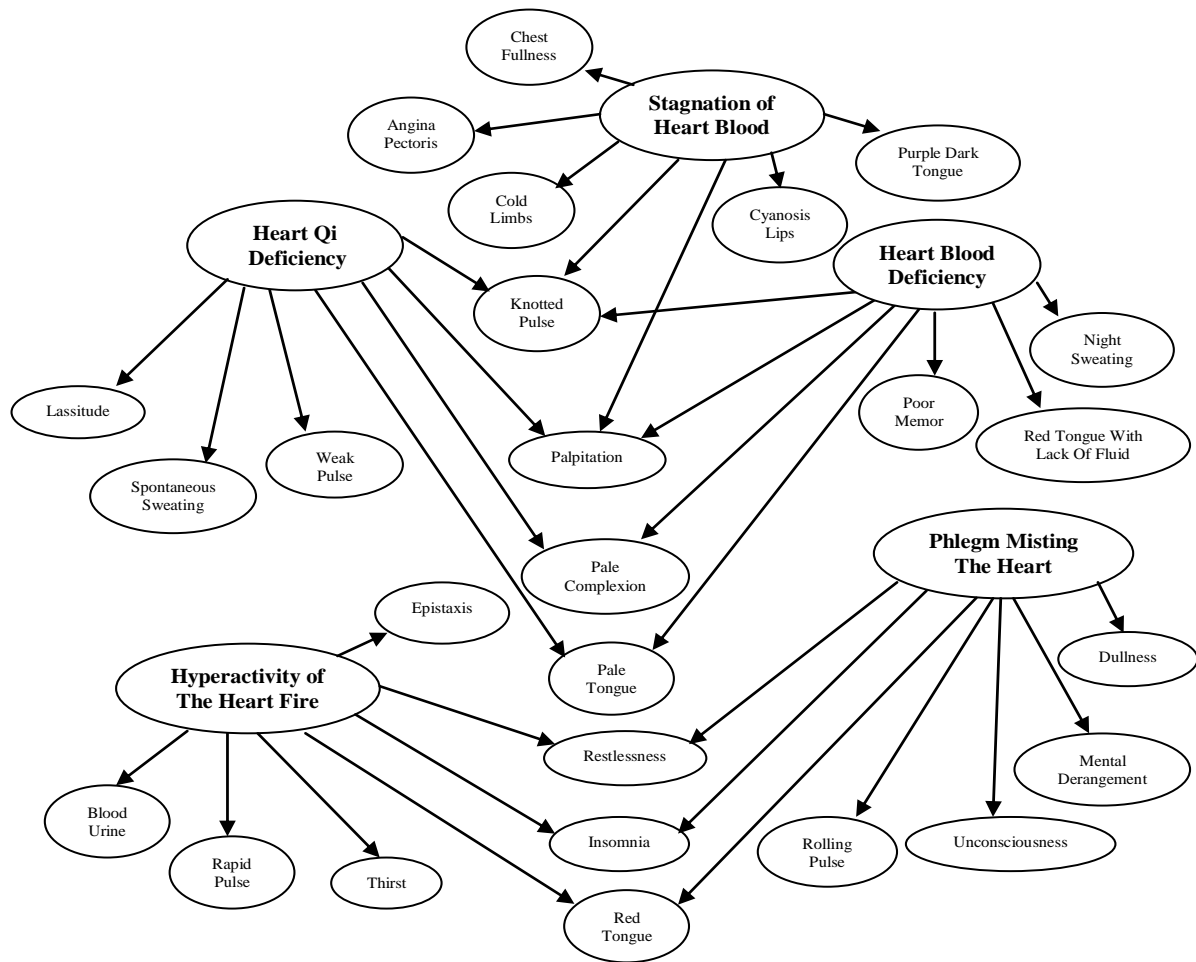 Chest
Fullness
Stagnation of
Heart Blood
Angina
Pectoris
Purple Dark
Tongue
Cold
Limbs
Cyanosis
Lips
Heart Qi
Deficiency
Heart Blood
Deficiency
Knotted
Pulse
Night
Sweating
Lassitude
Poor
Memor
Red Tongue With
Lack Of Fluid
Weak
Pulse
Palpitation
Spontaneous
Sweating
Phlegm Misting
The Heart
Pale
Complexion
Epistaxis
Dullness
Hyperactivity of
The Heart Fire
Pale
Tongue
Restlessness
Mental
Derangement
Blood
Urine
Insomnia
Rolling
Pulse
Unconsciousness
Rapid
Pulse
Thirst
Red
Tongue